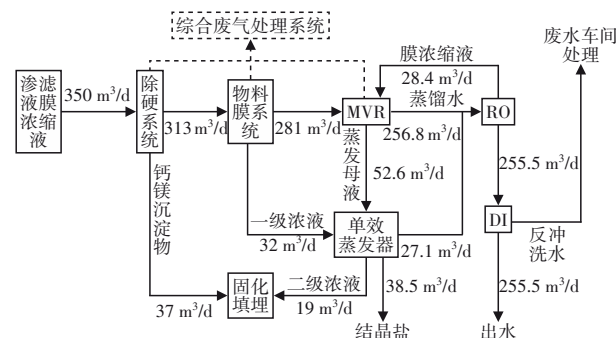 综合废气处理系统
废水车间
处理
渗滤
液膜
浓缩
液
350 m³/d
除
硬
系
统
313 m³/d
物料
膜系
统
281 m³/d
MVR
膜浓缩液
28.4 m³/d
蒸馏水
256.8 m³/d
RO
255.5 m³/d
DI
反冲
洗水
255.5 m³/d
出水
钙
镁
沉
淀
物
37 m³/d
一级浓液
32 m³/d
蒸
发
母
液
52.6 m³/d
单效
蒸发器
27.1 m³/d
38.5 m³/d
结晶盐
二级浓液
19 m³/d
固化
填埋